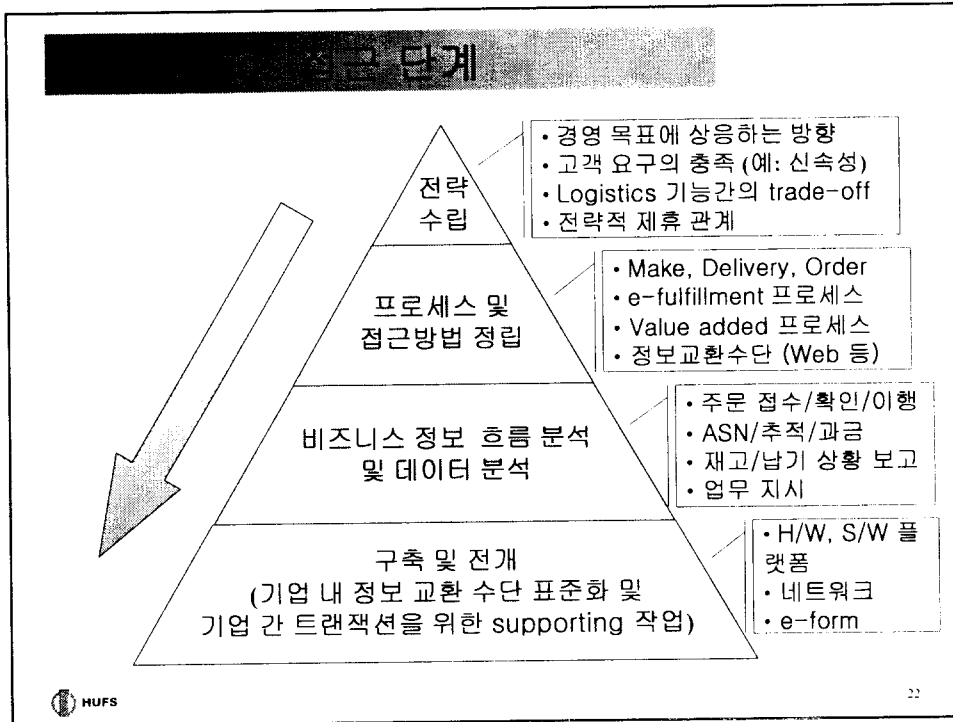 접근 단계
전략
수립
• 경영 목표에 상응하는 방향
• 고객 요구의 충족 (예: 신속성)
• Logistics 기능간의 trade-off
• 전략적 제휴 관계
프로세스 및
접근방법 정립
• Make, Delivery, Order
• e-fulfillment 프로세스
• Value added 프로세스
• 정보교환수단 (Web 등)
비즈니스 정보 흐름 분석
및 데이터 분석
• 주문 접수/확인/이행
• ASN/추적/과금
• 재고/납기 상황 보고
• 업무 지시
구축 및 전개
(기업 내 정보 교환 수단 표준화 및
기업 간 트랜잭션을 위한 supporting 작업)
• H/W, S/W 플
랫폼
• 네트워크
• e-form
HUFS
22